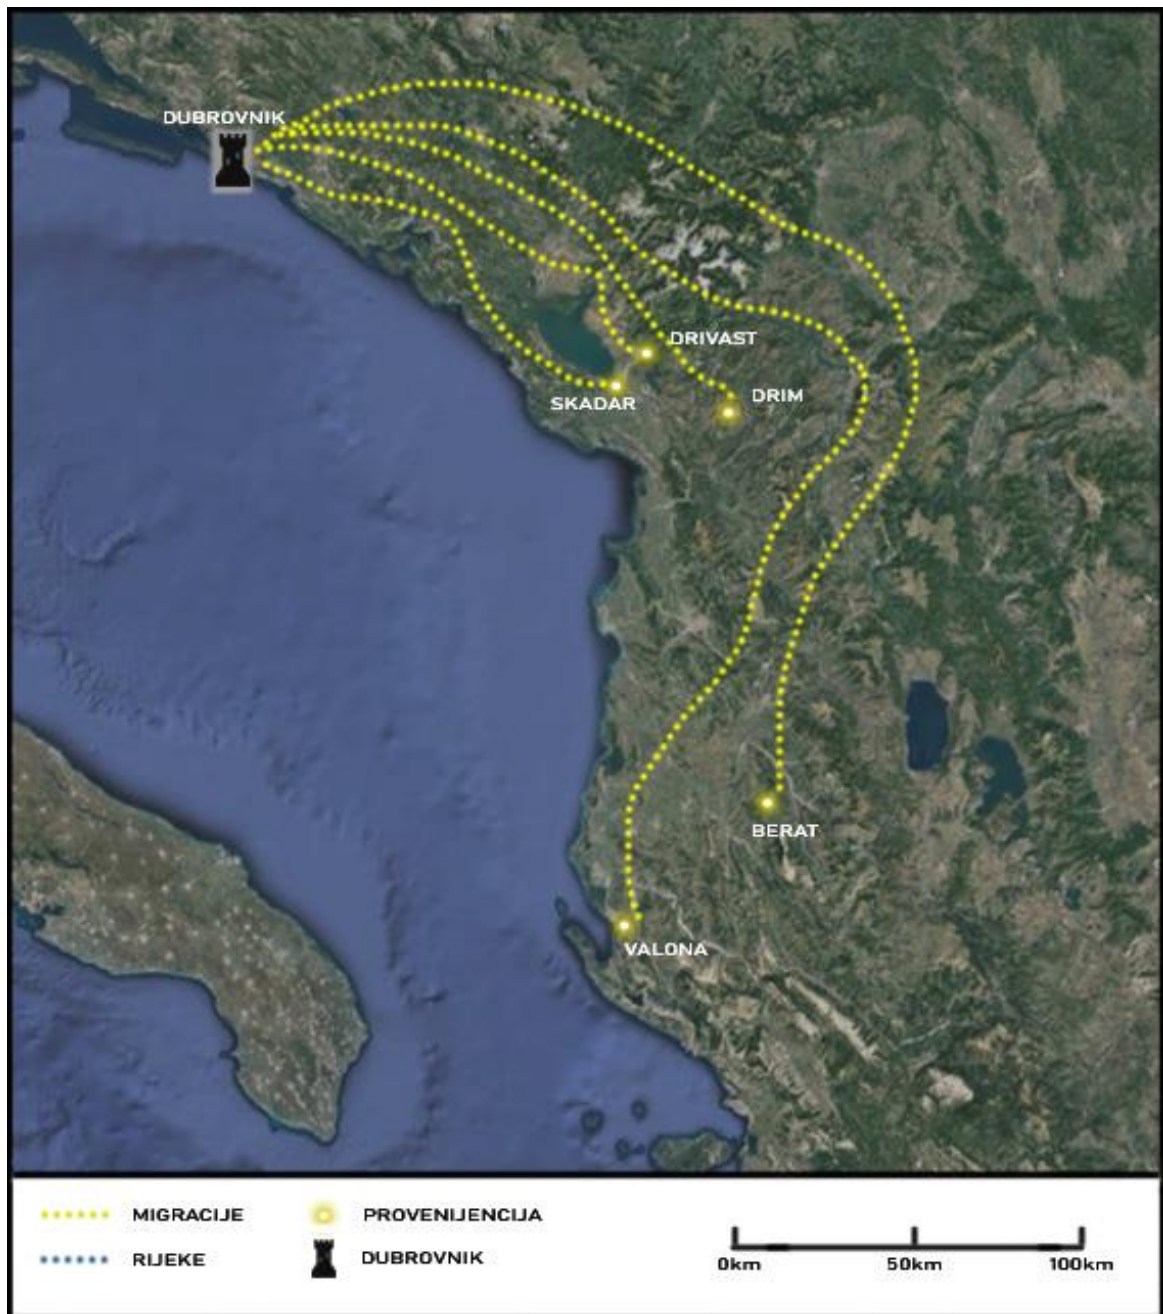 DUBROVNIK
DRIVAST
DRIM
SKADAR
BERAT
VALONA
MIGRACIJE
PROVENIJENCIJA
RIJEKE
DUBROVNIK
0km 50km 100km